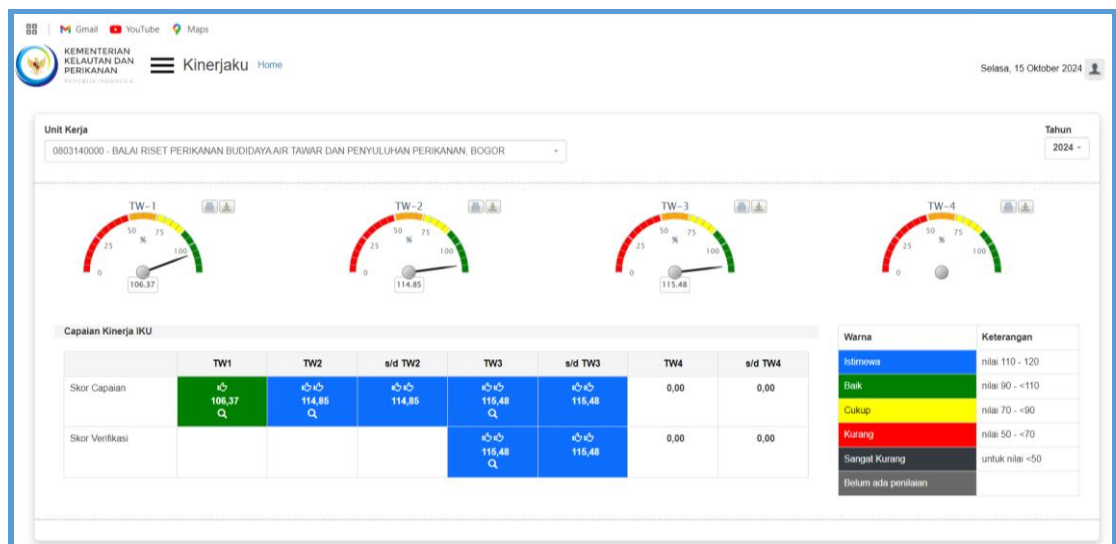 Gmail YouTube Maps
KEMENTERIAN
KELAUTAN DAN
PERIKANAN
REPUBLIK INDONESIA
Kinerjaku Home
Selasa, 15 Oktober 2024
Unit Kerja
Tahun
0803140000 - BALAI RISET PERIKANAN BUDIDAYA AIR TAWAR DAN PENYULUHAN PERIKANAN, BOGOR
2024
TW-1
0 25 50 75 100
%
106.37
TW-2
25 50 75 100
%
114.85
TW-3
0 25 50 75 100
%
115.48
TW-4
0 25 50 75 100
%
Capaian Kinerja IKU
TW1 TW2 s/d TW2 TW3 s/d TW3 TW4 s/d TW4
Skor Capaian 106,37 114,85 114,85 115,48 115,48 0,00 0,00
Skor Verifikasi 115,48 115,48 0,00 0,00
Warna Keterangan
Istimewa nilai 110 - 120
Baik nilai 90 - <110
Cukup nilai 70 - <90
Kurang nilai 50 - <70
Sangat Kurang untuk nilai <50
Belum ada penilaian